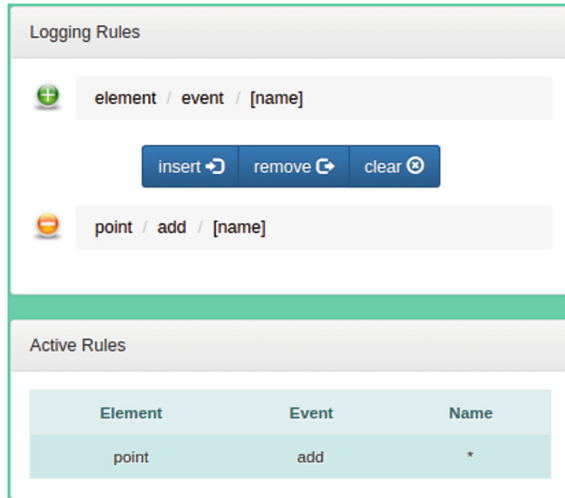 Logging Rules
element / event / [name]
insert remove clear
point / add / [name]
Active Rules
Element Event Name
point add *